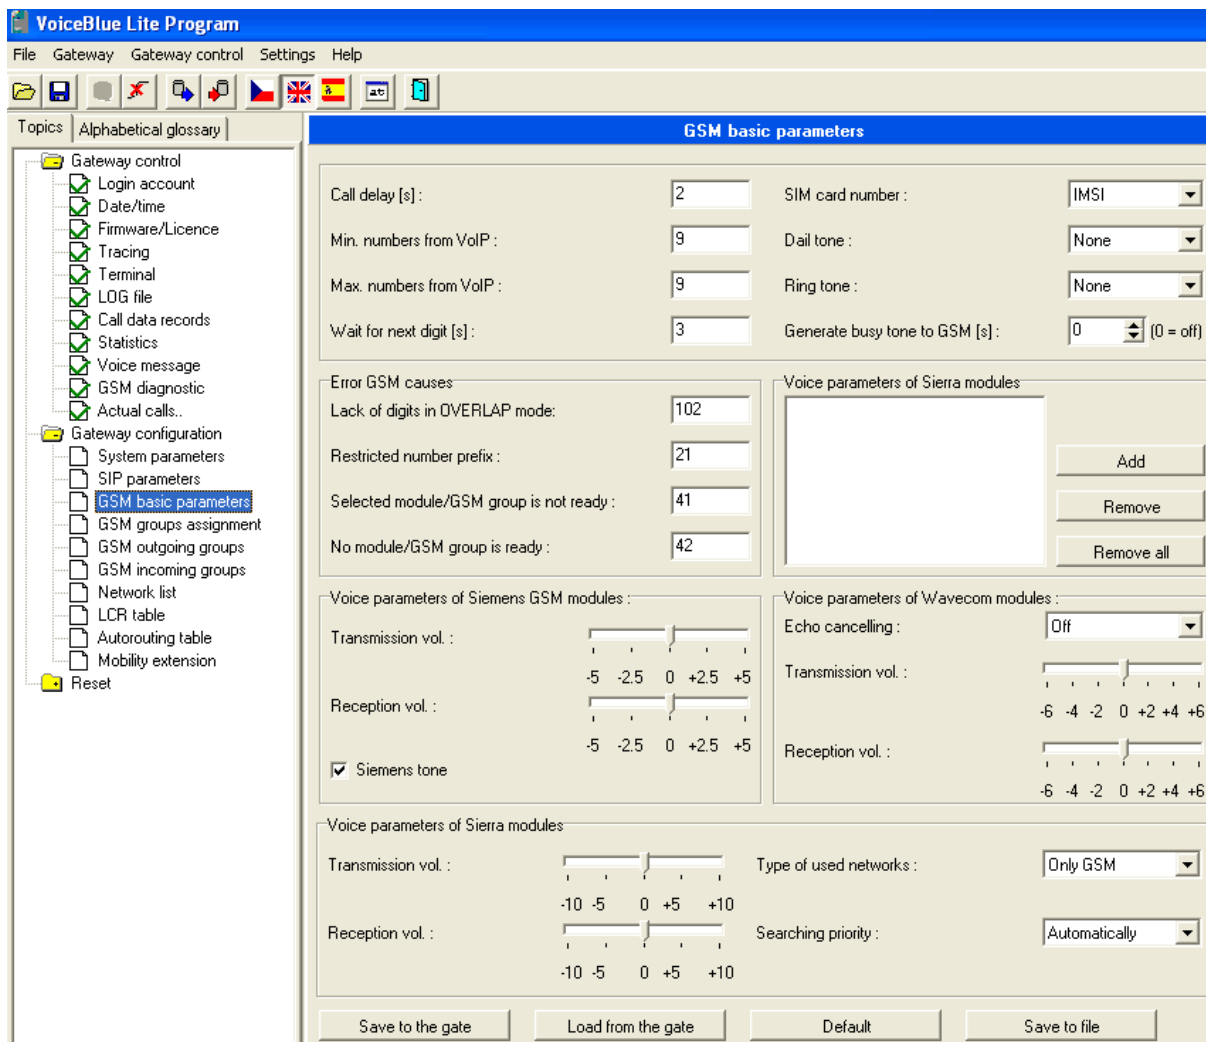 VoiceBlue Lite Program
File Gateway Gateway control Settings Help
at
Topics Alphabetical glossary
Gateway control
Login account
Date/time
Firmware/Licence
Tracing
Terminal
LOG file
Call data records
Statistics
Voice message
GSM diagnostic
Actual calls..
Gateway configuration
System parameters
SIP parameters
GSM basic parameters
GSM groups assignment
GSM outgoing groups
GSM incoming groups
Network list
LCR table
Autorouting table
Mobility extension
Reset
GSM basic parameters
Call delay [s] : 2 SIM card number : IMSI
Min. numbers from VoIP : 9 Dail tone : None
Max. numbers from VoIP : 9 Ring tone : None
Wait for next digit [s] : 3 Generate busy tone to GSM [s] : 0 (0 = off)
Error GSM causes
Lack of digits in OVERLAP mode: 102
Restricted number prefix : 21
Selected module/GSM group is not ready : 41
No module/GSM group is ready : 42
Voice parameters of Sierra modules
Add
Remove
Remove all
Voice parameters of Siemens GSM modules :
Transmission vol. :
-5 -2.5 0 +2.5 +5
Reception vol. :
-5 -2.5 0 +2.5 +5
Siemens tone
Voice parameters of Wavecom modules :
Echo cancelling : Off
Transmission vol. :
-6 -4 -2 0 +2 +4 +6
Reception vol. :
-6 -4 -2 0 +2 +4 +6
Voice parameters of Sierra modules
Transmission vol. : Type of used networks : Only GSM
-10 -5 0 +5 +10
Reception vol. : Searching priority : Automatically
-10 -5 0 +5 +10
Save to the gate Load from the gate Default Save to file